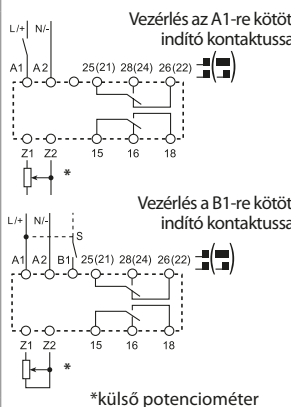 Vezérlés az A1-re kötöt
indító kontaktussa
L/+ N/-
A1 A2 25(21) 28(24) 26(22)
Z1 Z2 15 16 18
*
Vezérlés a B1-re kötöt
indító kontaktussa
L/+ N/-
S
A1 A2 B1 25(21) 28(24) 26(22)
Z1 Z2 15 16 18
*
*külső potenciométer